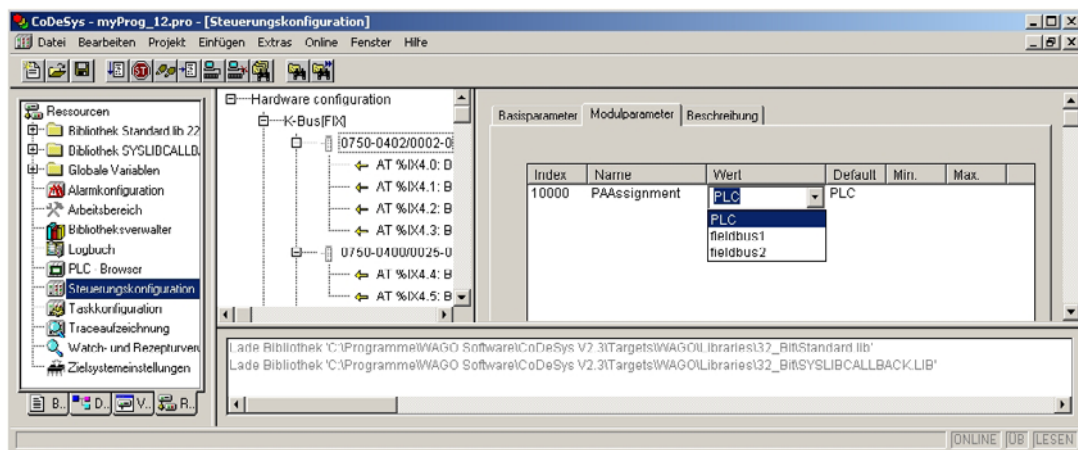 CoDeSys - myProg_12.pro - [Steuerungskonfiguration]
Datei Bearbeiten Projekt Einfügen Extras Online Fenster Hilfe
Ressourcen
Bibliothek Standard.lib 22
Bibliothek SYSLIBCALLB
Globale Variablen
Alarmkonfiguration
Arbeitsbereich
Bibliotheksverwalter
Logbuch
PLC - Browser
Steuerungskonfiguration
Taskkonfiguration
Traceaufzeichnung
Watch- und Rezepturverw
Zielsystemeinstellungen
B.. D.. V.. R..
Hardware configuration
K-Bus[FIX]
0750-0402/0002-0
AT %IX4.0: B
AT %IX4.1: B
AT %IX4.2: B
AT %IX4.3: B
0750-0400/0025-0
AT %IX4.4: B
AT %IX4.5: B
Basisparameter Modulparameter Beschreibung
Index Name Wert Default Min. Max.
10000 PAAssignment PLC PLC
PLC
fieldbus1
fieldbus2
Lade Bibliothek 'C:\Programme\WAGO Software\CoDeSys V2.3\Targets\WAGO\Libraries\32_Bit\Standard.lib'
Lade Bibliothek 'C:\Programme\WAGO Software\CoDeSys V2.3\Targets\WAGO\Libraries\32_Bit\SYSLIBCALLBACK.LIB'
ONLINE ÜB LESEN